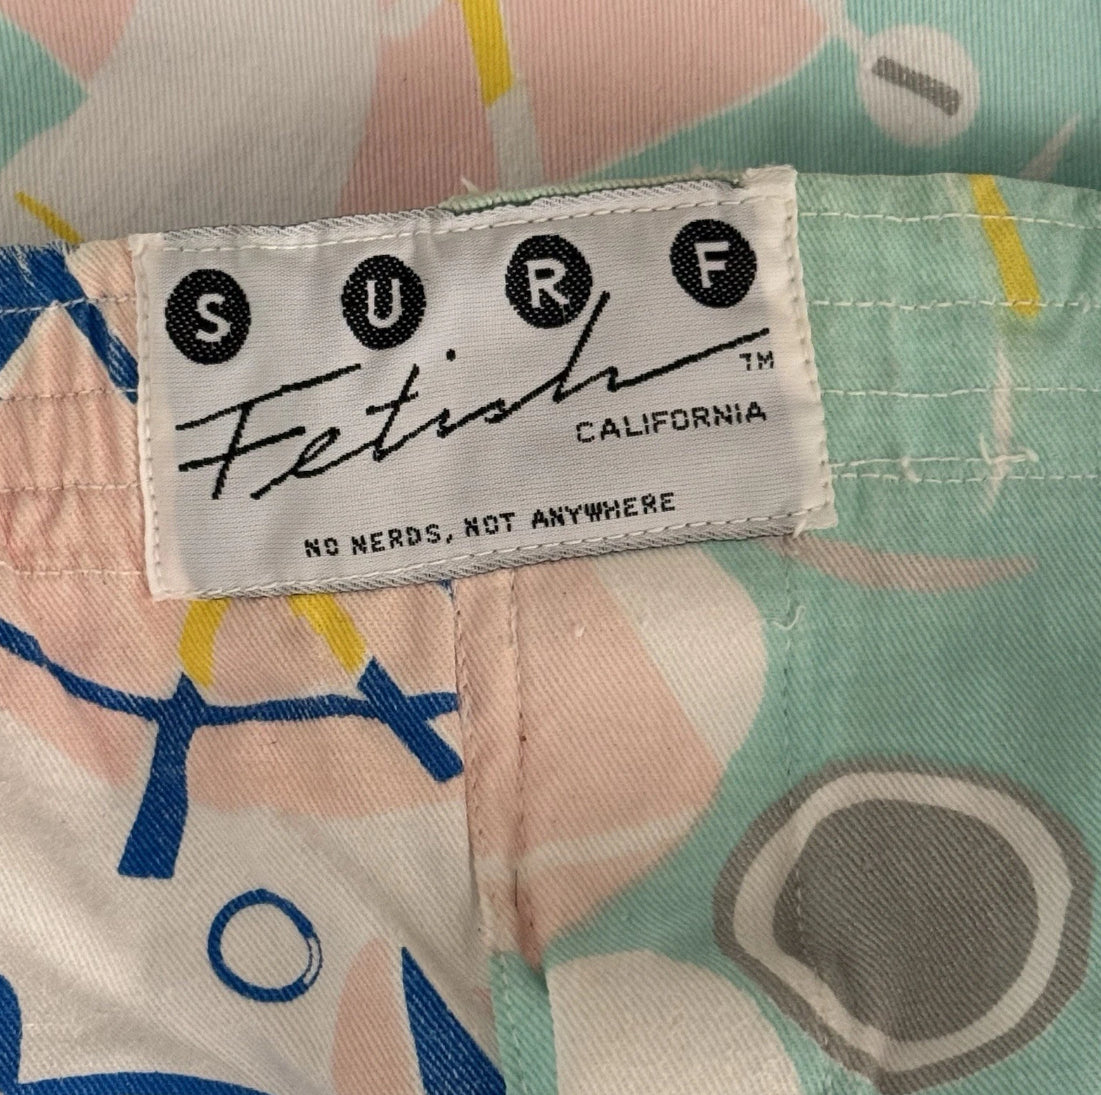 SURF
Fetish
TM
CALIFORNIA
NO NERDS, NOT ANYWHERE